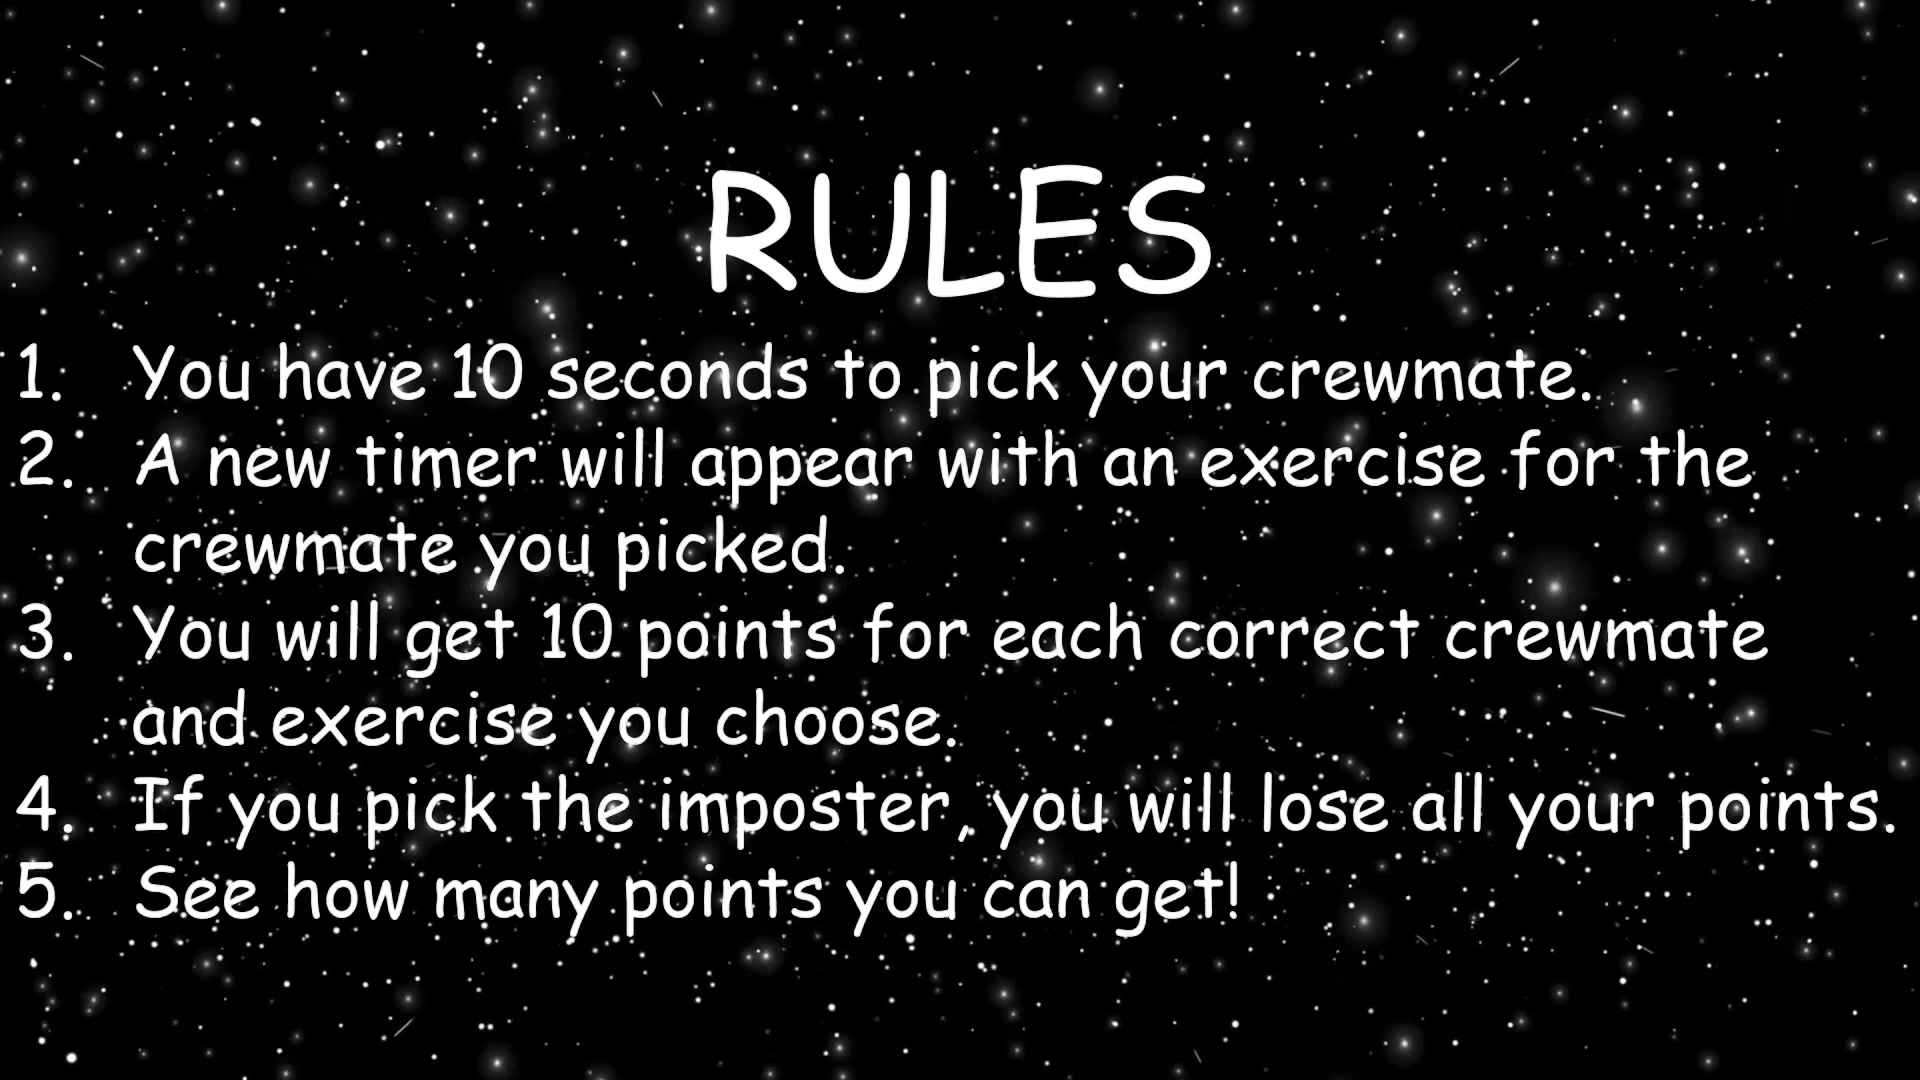 RULES
1. You have 10 seconds to pick your crewmate.
2. A new timer will appear with an exercise for the
crewmate you picked.
3. You will get 10 points for each correct crewmate
and exercise you choose.
4. If you pick the imposter, you will lose all your points.
5. See how many points you can get!